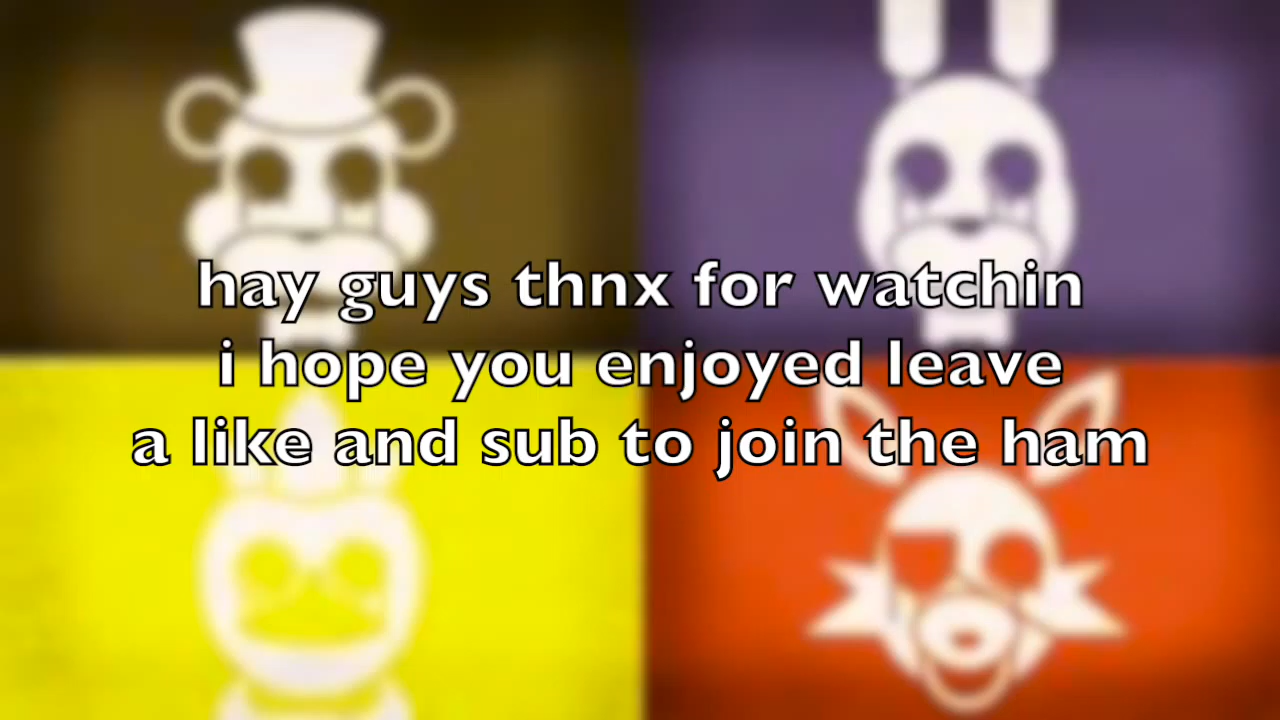 hay guys thnx for watchin
i hope you enjoyed leave
a like and sub to join the ham